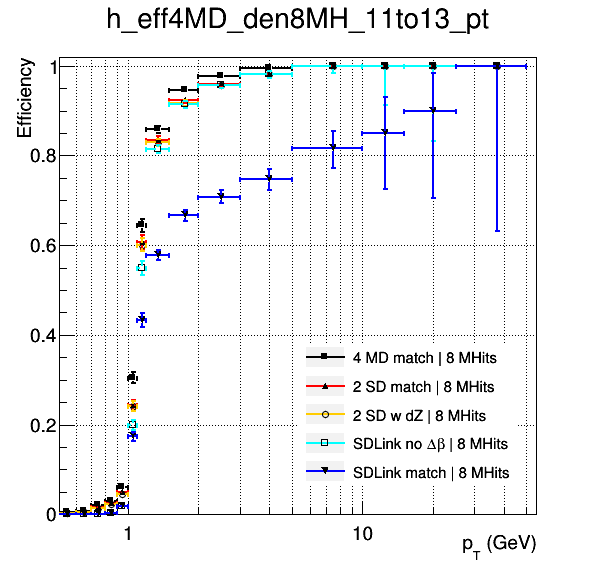 h_eff4MD_den8MH_11to13_pt
Efficiency
1
0.8
0.6
0.4
0.2
0
4 MD match | 8 MHits
2 SD match | 8 MHits
2 SD w dZ | 8 MHits
SDLink no Δβ | 8 MHits
SDLink match | 8 MHits
1
10
p_T (GeV)